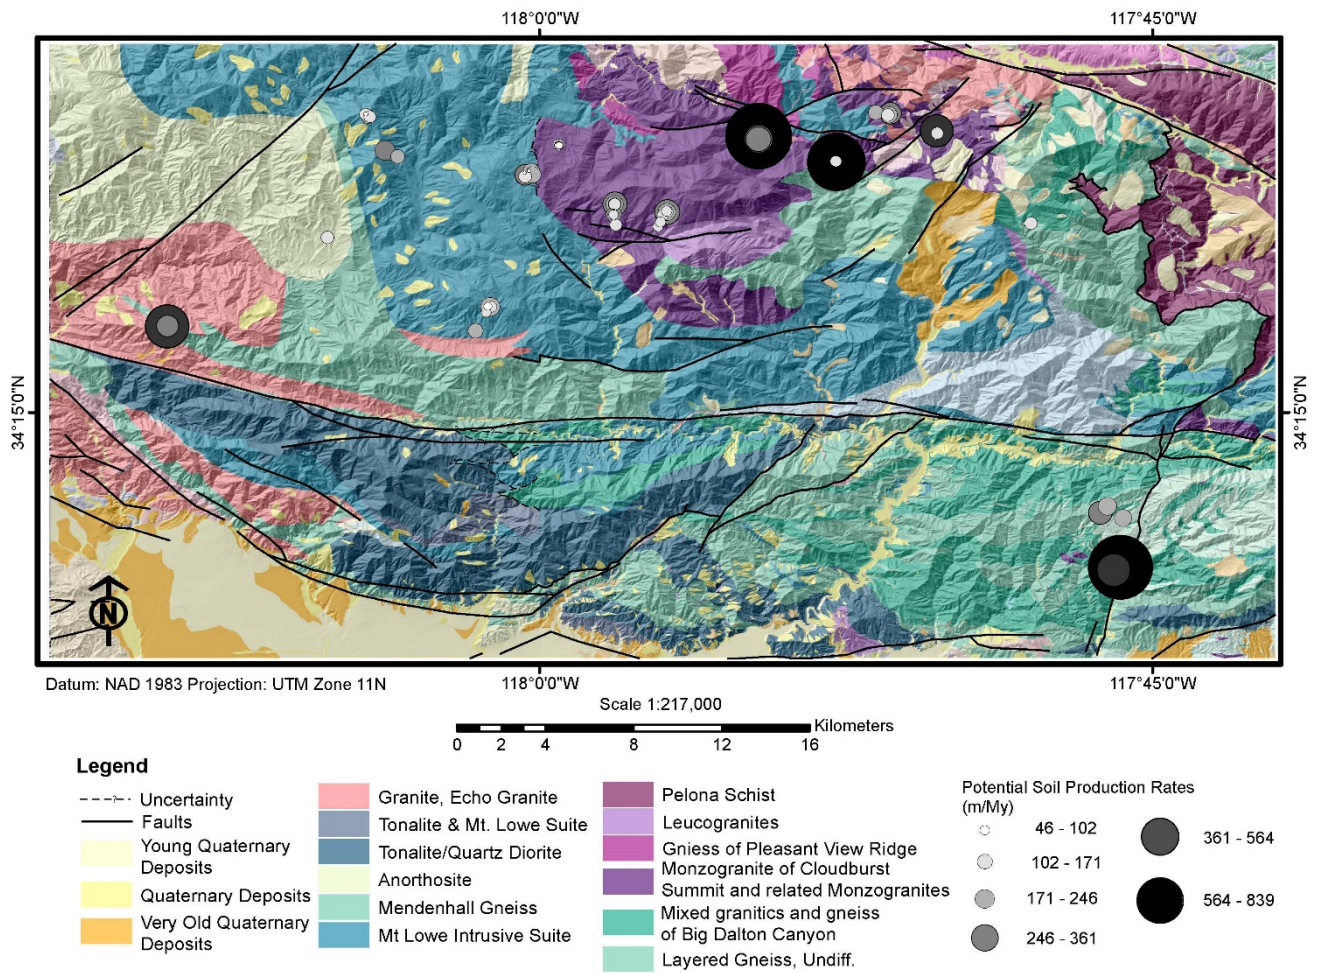 118°0'0"W
117°45'0"W
34°15'0"N
34°15'0"N
N
Datum: NAD 1983 Projection: UTM Zone 11N
118°0'0"W
117°45'0"W
Scale 1:217,000
Kilometers
0 2 4 8 12 16
Legend
?
Uncertainty
Faults
Young Quaternary
Deposits
Quaternary Deposits
Very Old Quaternary
Deposits
Granite, Echo Granite
Tonalite & Mt. Lowe Suite
Tonalite/Quartz Diorite
Anorthosite
Mendenhall Gneiss
Mt Lowe Intrusive Suite
Pelona Schist
Leucogranites
Gniess of Pleasant View Ridge
Monzogranite of Cloudburst
Summit and related Monzogranites
Mixed granitics and gneiss
of Big Dalton Canyon
Layered Gneiss, Undiff.
Potential Soil Production Rates
(m/My)
46 - 102
102 - 171
171 - 246
246 - 361
361 - 564
564 - 839